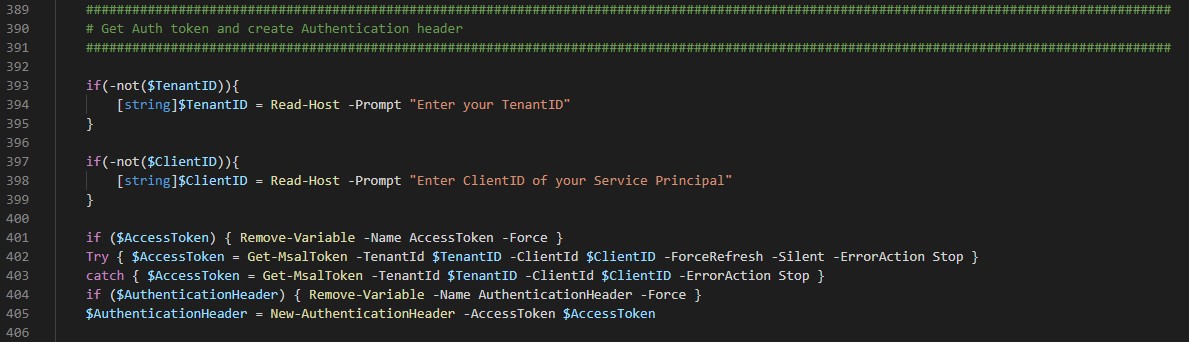 389 ##############################################################################################################################################
390 # Get Auth token and create Authentication header
391 ##############################################################################################################################################
392
393 if(-not($TenantID)){
394 [string]$TenantID = Read-Host -Prompt "Enter your TenantID"
395 }
396
397 if(-not($ClientID)){
398 [string]$ClientID = Read-Host -Prompt "Enter ClientID of your Service Principal"
399 }
400
401 if ($AccessToken) { Remove-Variable -Name AccessToken -Force }
402 Try { $AccessToken = Get-MsalToken -TenantId $TenantID -ClientId $ClientID -ForceRefresh -Silent -ErrorAction Stop }
403 catch { $AccessToken = Get-MsalToken -TenantId $TenantID -ClientId $ClientID -ErrorAction Stop }
404 if ($AuthenticationHeader) { Remove-Variable -Name AuthenticationHeader -Force }
405 $AuthenticationHeader = New-AuthenticationHeader -AccessToken $AccessToken
406